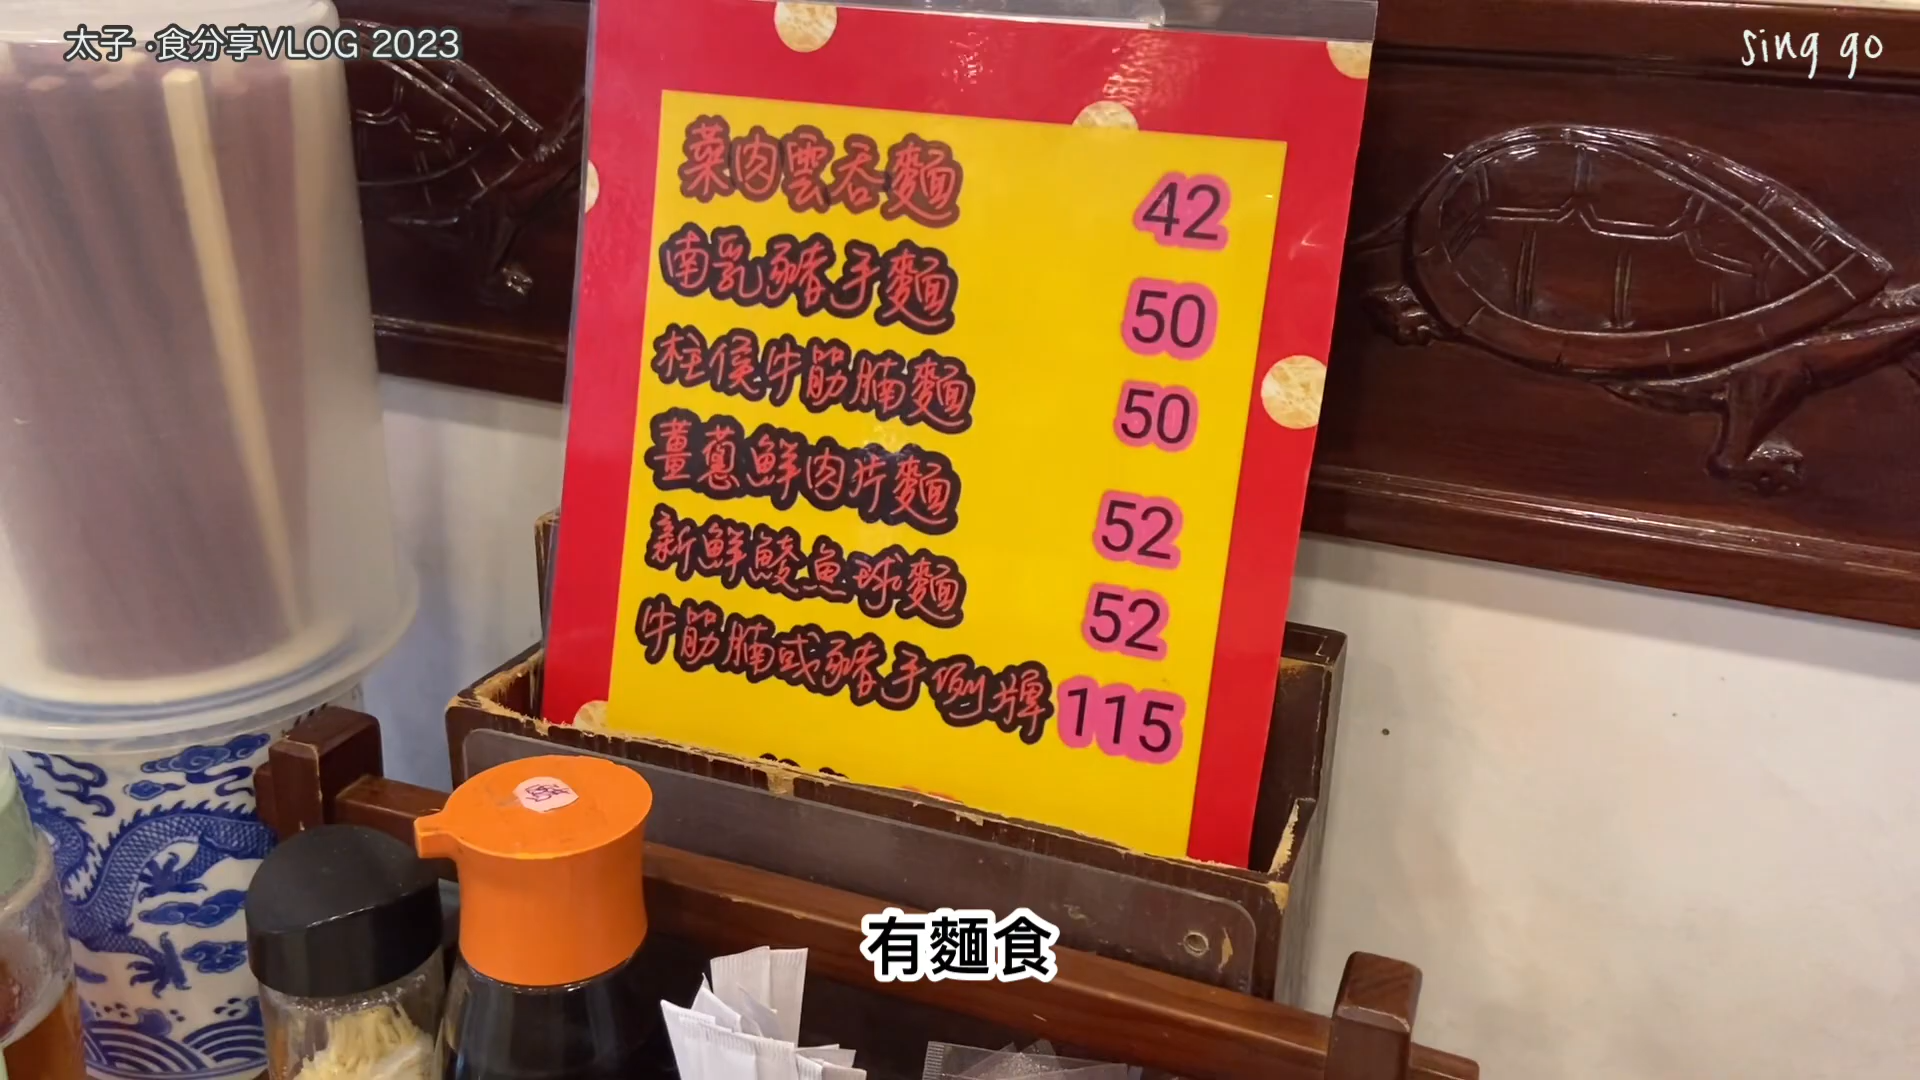 太子 ·食分享VLOG 2023
sing go
菜肉雲吞麵 42
南乳豬手麵 50
柱侯牛筋腩麵 50
薑蔥鮮肉片麵 52
新鮮鯪魚球麵 52
牛筋腩或豬手例牌 115
有麵食